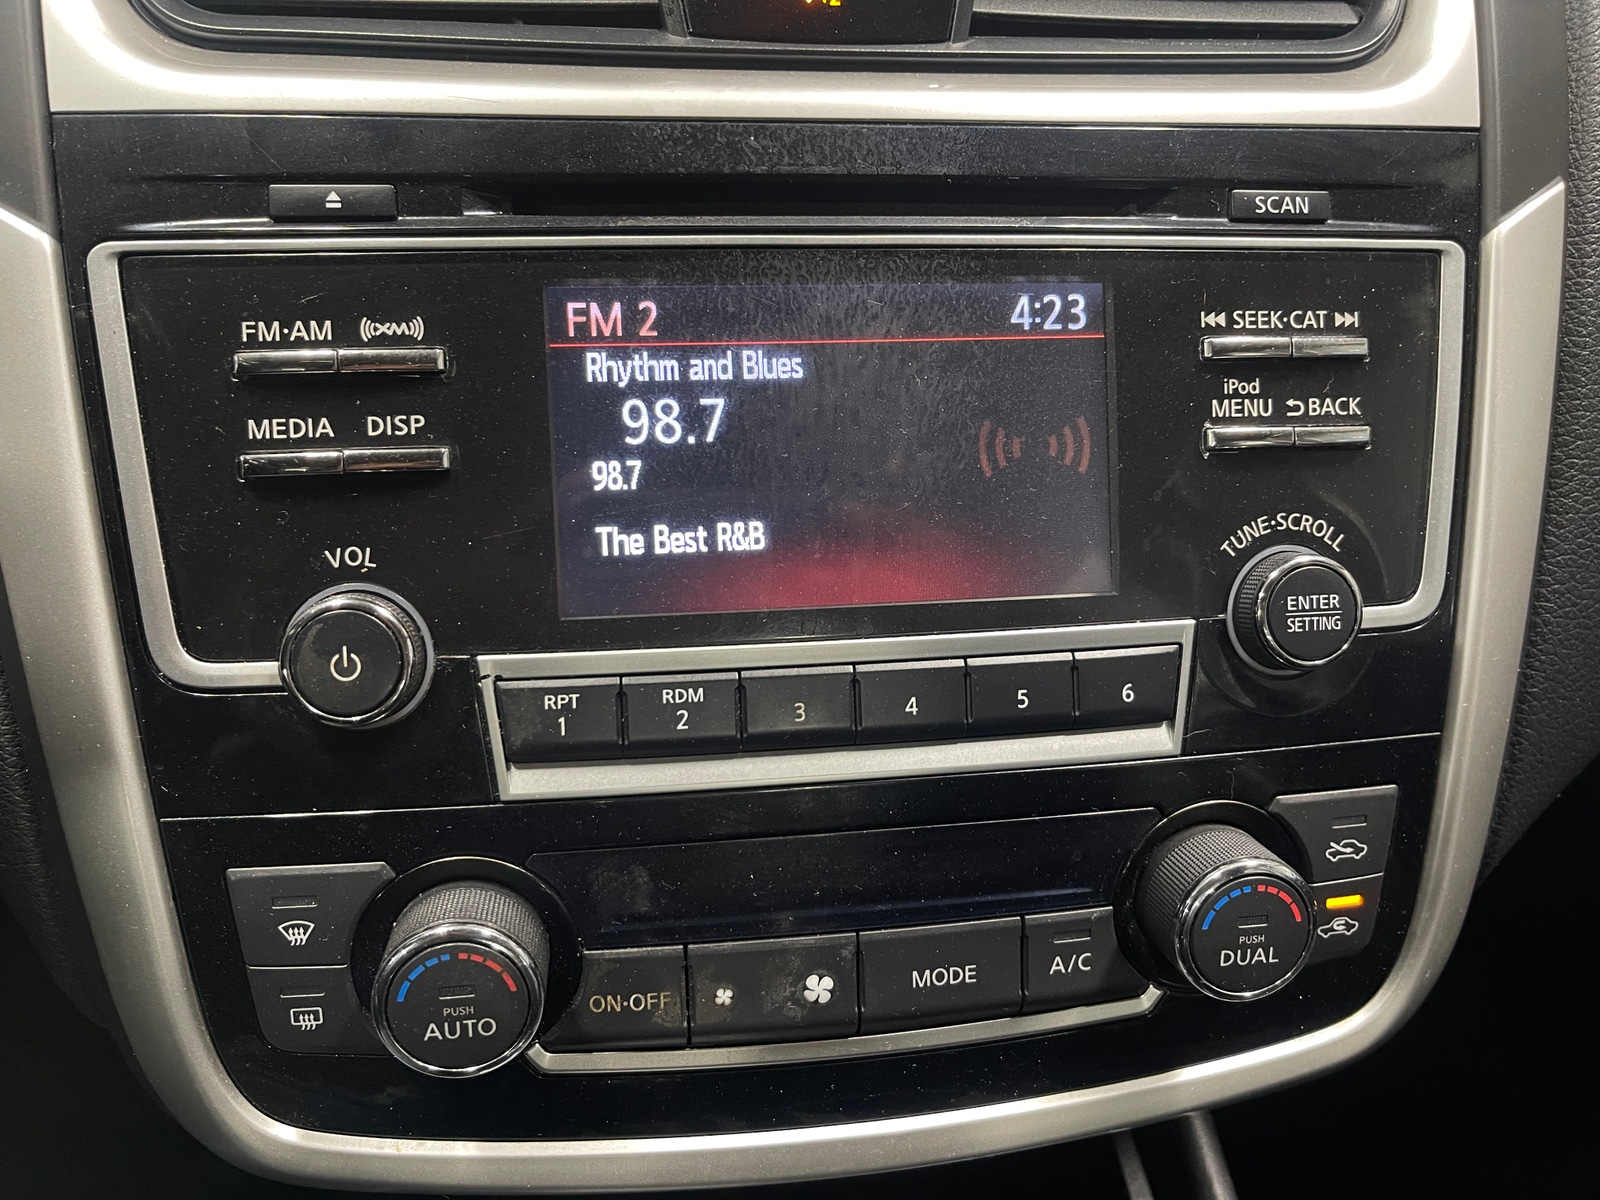 SCAN
FM·AM XM
FM 2 4:23
SEEK·CAT
Rhythm and Blues
98.7
98.7
The Best R&B
MEDIA DISP
iPod
MENU BACK
VOL
TUNE·SCROLL
ENTER
SETTING
RPT
1
RDM
2
3
4
5
6
PUSH
AUTO
ON·OFF
MODE
A/C
PUSH
DUAL